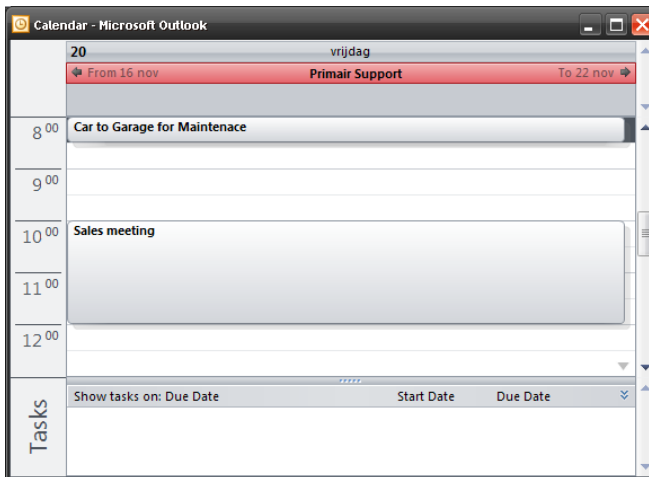 Calendar - Microsoft Outlook
20 vrijdag
From 16 nov Primair Support To 22 nov
8 00 Car to Garage for Maintenace
9 00
10 00 Sales meeting
11 00
12 00
Tasks
Show tasks on: Due Date Start Date Due Date